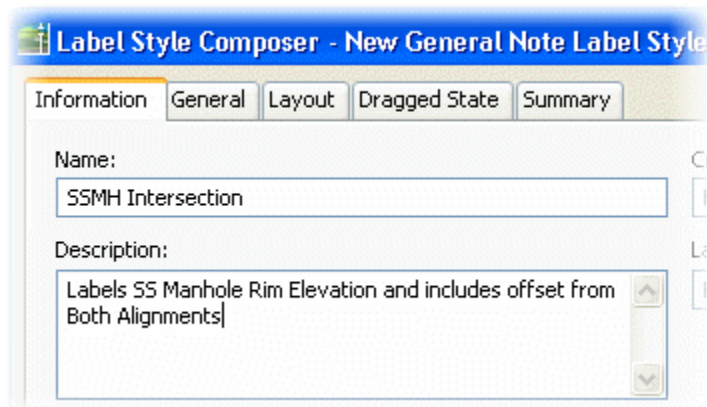 Label Style Composer - New General Note Label Style
Information General Layout Dragged State Summary
Name:
SSMH Intersection
Description:
Labels SS Manhole Rim Elevation and includes offset from
Both Alignments